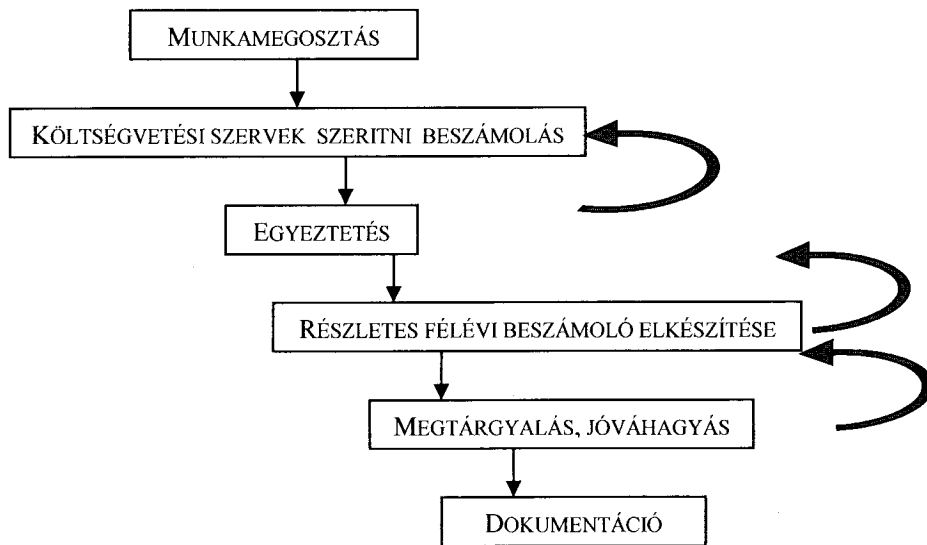 MUNKAMEGOSZTÁS
KÖLTSÉGVETÉSI SZERVEK SZERITNI BESZÁMOLÁS
EGYEZTETÉS
RÉSZLETES FÉLÉVI BESZÁMOLÓ ELKÉSZÍTÉSE
MEGTÁRGYALÁS, JÓVÁHAGYÁS
DOKUMENTÁCIÓ